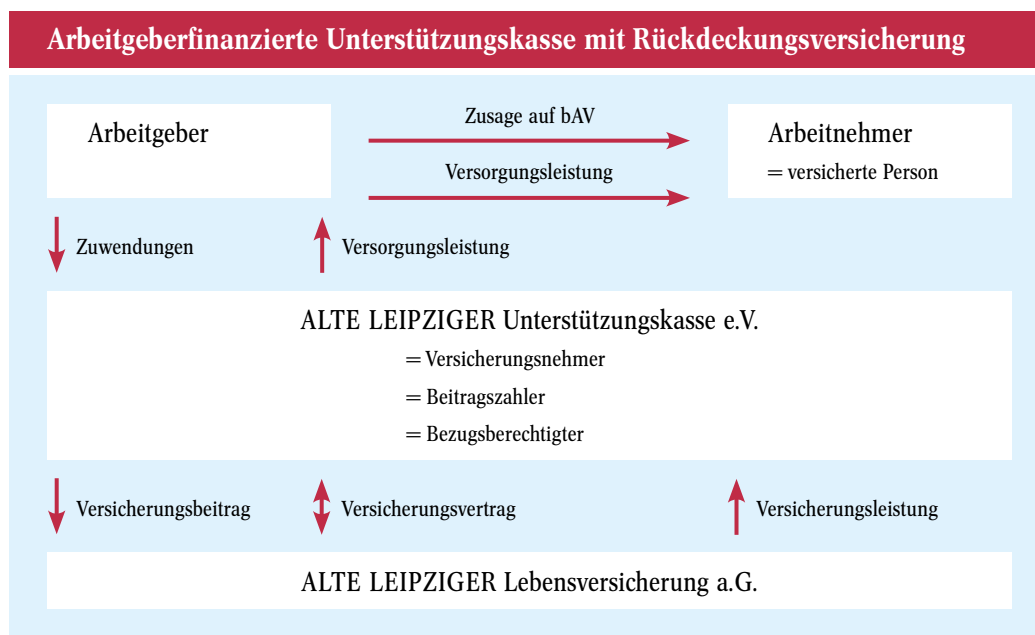 Arbeitgeberfinanzierte Unterstützungskasse mit Rückdeckungsversicherung
Arbeitgeber
Zusage auf bAV
Versorgungsleistung
Arbeitnehmer
= versicherte Person
Zuwendungen
Versorgungsleistung
ALTE LEIPZIGER Unterstützungskasse e.V.
= Versicherungsnehmer
= Beitragszahler
= Bezugsberechtigter
Versicherungsbeitrag
Versicherungsvertrag
Versicherungsleistung
ALTE LEIPZIGER Lebensversicherung a.G.